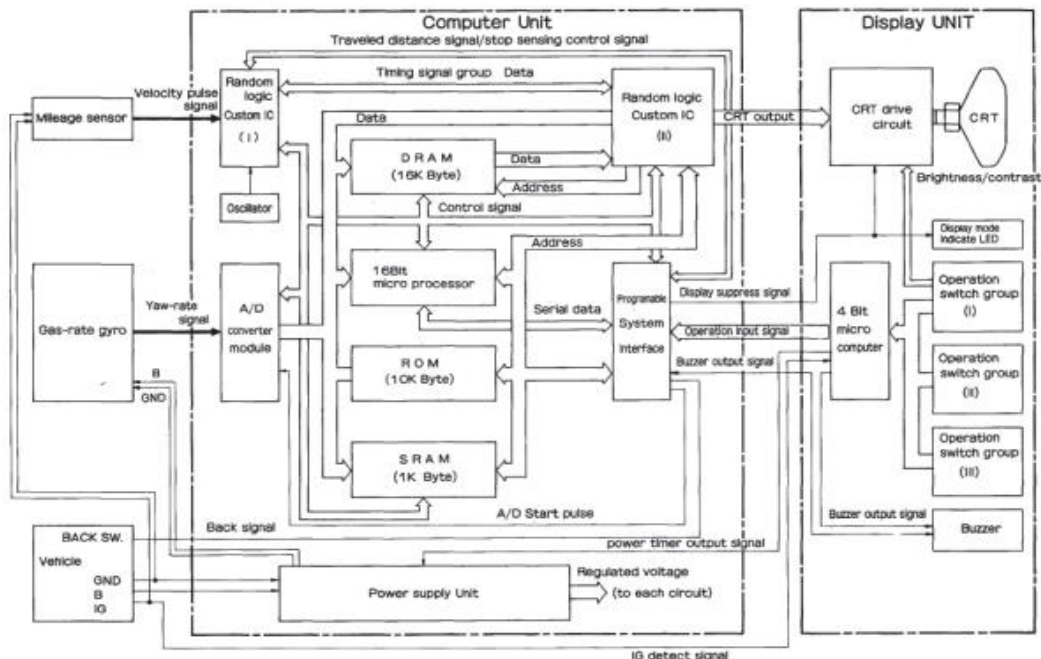 Computer Unit
Display UNIT
Traveled distance signal/stop sensing control signal
Timing signal group Data
Velocity pulse
signal
Mileage sensor
Random
logic
Custom IC
(I)
Random logic
Custom IC
(II)
CRT output
CRT drive
circuit
CRT
Data
DRAM
(16K Byte)
Data
Address
Oscillator
Control signal
Brightness/contrast
Address
Display mode
indicate LED
Gas-rate gyro
Yaw-rate
signal
A/D
converter
module
16Bit
micro processor
Serial data
Programable
System
interface
Display suppress signal
Operation input signal
Buzzer output signal
4 Bit
micro
computer
Operation
switch group
(I)
Operation
switch group
(II)
Operation
switch group
(III)
B
GND
ROM
(10K Byte)
SRAM
(1K Byte)
A/D Start pulse
Back signal
Buzzer output signal
Buzzer
BACK SW.
Vehicle
GND
B
IG
power timer output signal
Power supply Unit
Regulated voltage
(to each circuit)
IG detect signal